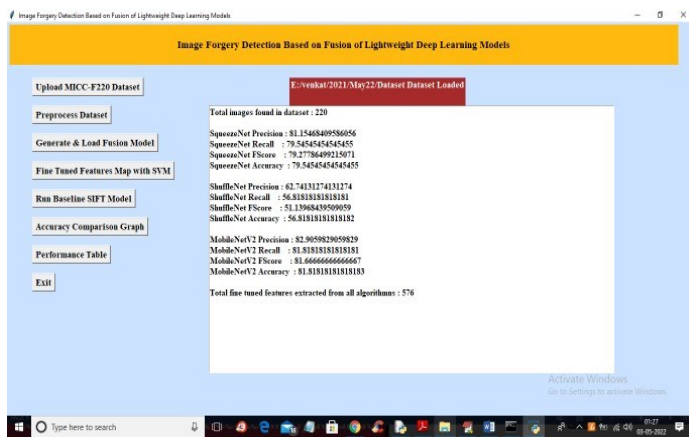 Image Forgery Detection Based on Fusion of Lightweight Deep Learning Models
Image Forgery Detection Based on Fusion of Lightweight Deep Learning Models
Upload MICC-F220 Dataset
E:/venkat/2021/May22/Dataset Dataset Loaded
Preprocess Dataset
Generate & Load Fusion Model
Fine Tuned Features Map with SVM
Run Baseline SIFT Model
Accuracy Comparison Graph
Performance Table
Exit
Total images found in dataset : 220
SqueezeNet Precision : 81.15468409586056
SqueezeNet Recall : 79.54545454545455
SqueezeNet FScore : 79.27786499215071
SqueezeNet Accuracy : 79.54545454545455
ShuffleNet Precision : 62.74131274131274
ShuffleNet Recall : 56.81818181818181
ShuffleNet FScore : 51.13968439509059
ShuffleNet Accuracy : 56.81818181818182
MobileNetV2 Precision : 82.9059829059829
MobileNetV2 Recall : 81.81818181818181
MobileNetV2 FScore : 81.66666666666667
MobileNetV2 Accuracy : 81.81818181818183
Total fine tuned features extracted from all algorithmns : 576
Activate Windows
Go to Settings to activate Windows.
Type here to search
01:27
03-05-2022